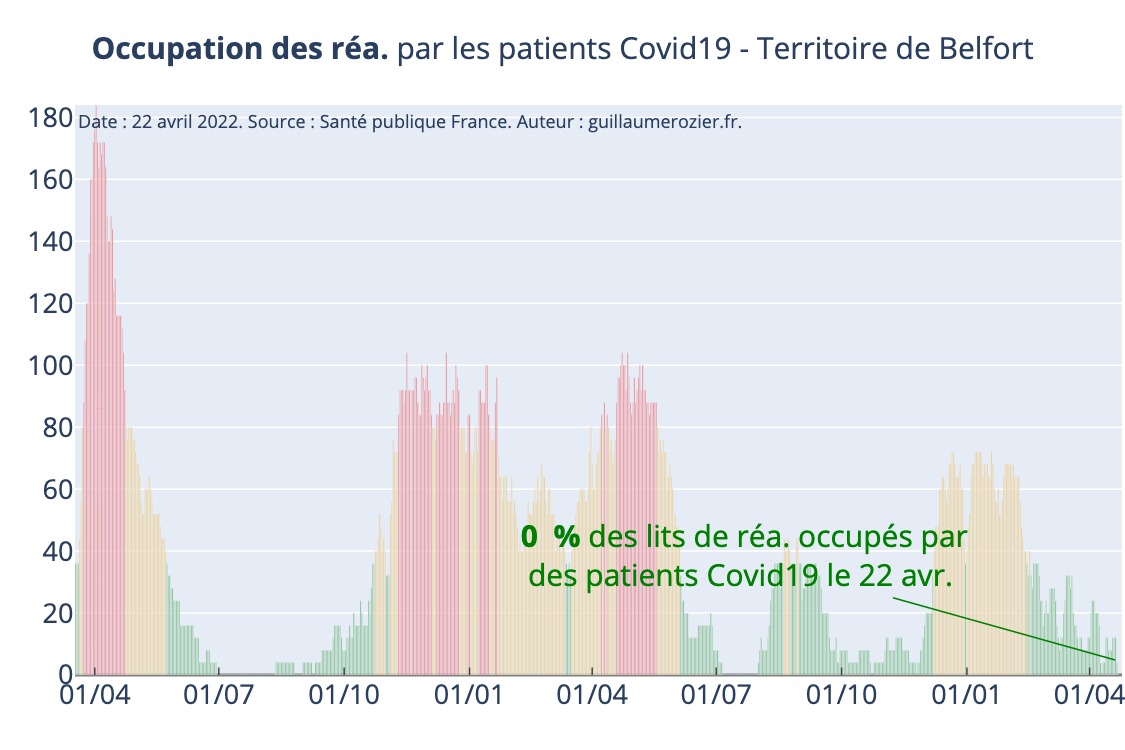 Occupation des réa. par les patients Covid19 - Territoire de Belfort
180
Date : 22 avril 2022. Source : Santé publique France. Auteur : guillaumerozier.fr.
160
140
120
100
80
60
0 % des lits de réa. occupés par
des patients Covid19 le 22 avr.
40
20
0
01/04 01/07 01/10 01/01 01/04 01/07 01/10 01/01 01/04